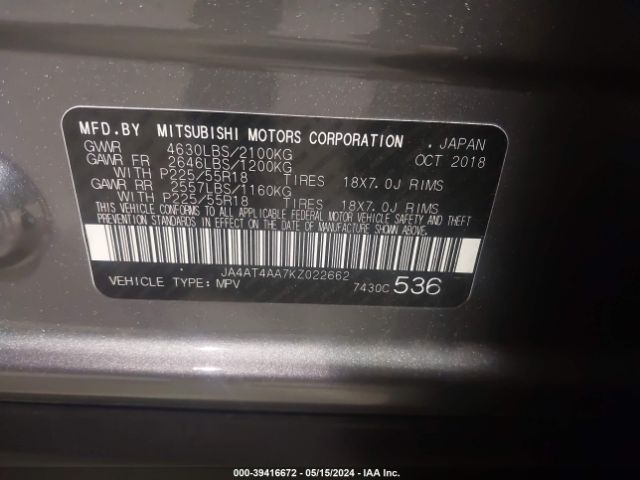 MFD.BY MITSUBISHI MOTORS CORPORATION . JAPAN
GVWR 4630LBS/2100KG OCT 2018
GAWR FR 2646LBS/1200KG
WITH P225/55R18 TIRES 18X7.0J RIMS
GAWR RR 2557LBS/1160KG
WITH P225/55R18 TIRES 18X7.0J RIMS
THIS VEHICLE CONFORMS TO ALL APPLICABLE FEDERAL MOTOR VEHICLE SAFETY AND THEFT
PREVENTION STANDARDS IN EFFECT ON THE DATE OF MANUFACTURE SHOWN ABOVE.
JA4AT4AA7KZ022662
VEHICLE TYPE: MPV 7430C 536
© 00-39416672 - 05/15/2024 - IAA Inc.